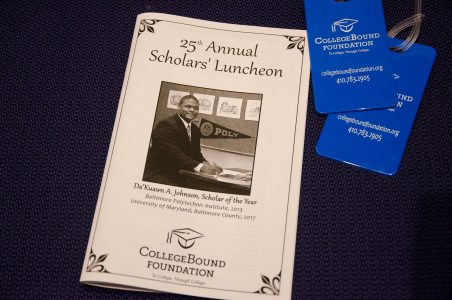 25th Annual
Scholars' Luncheon
POLY
Da'Kuawn A. Johnson, Scholar of the Year
Baltimore Polytechnic Institute, 2013
University of Maryland, Baltimore County, 2017
COLLEGEBOUND
FOUNDATION
To College. Through College.
COLLEGEBOUND
FOUNDATION
To College. Through College.
collegeboundfoundation.org
410.783.2905
FOUNDATION
collegeboundfoundation.org
410.783.2905